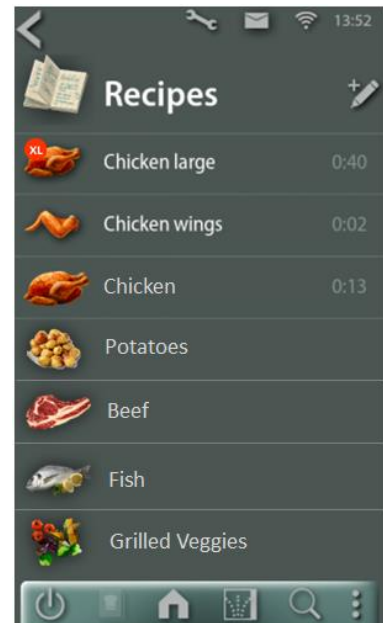 13:52
Recipes
XL
Chicken large 0:40
Chicken wings 0:02
Chicken 0:13
Potatoes
Beef
Fish
Grilled Veggies